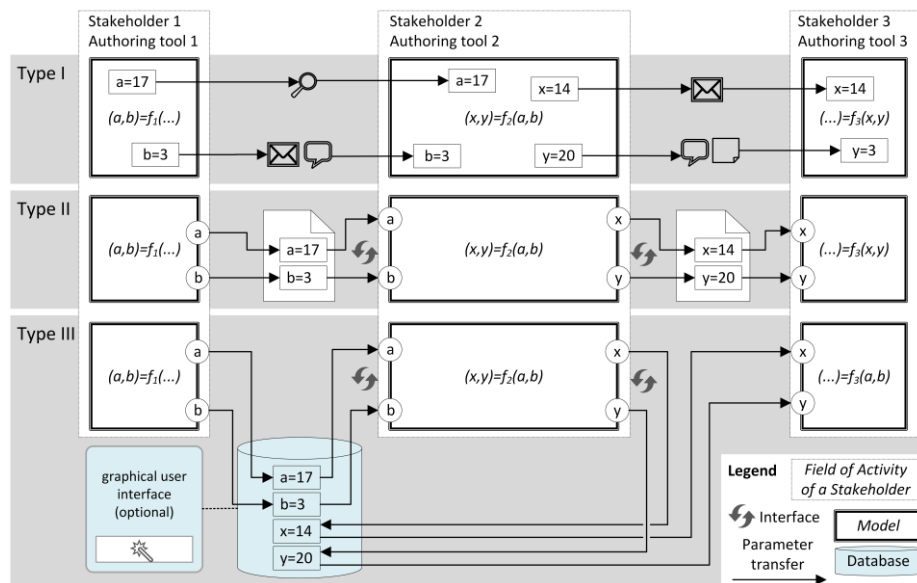 Stakeholder 1
Authoring tool 1
Stakeholder 2
Authoring tool 2
Stakeholder 3
Authoring tool 3
Type I
a=17
(a,b)=f₁(...)
b=3
a=17
x=14
(x,y)=f₂(a,b)
b=3
y=20
x=14
(...)=f₃(x,y)
y=3
Type II
(a,b)=f₁(...)
a
b
a=17
b=3
a
b
(x,y)=f₂(a,b)
x
y
x=14
y=20
x
y
(...)=f₃(x,y)
Type III
(a,b)=f₁(...)
a
b
a
b
(x,y)=f₂(a,b)
x
y
x
y
(...)=f₃(a,b)
graphical user
interface
(optional)
a=17
b=3
x=14
y=20
Legend
Field of Activity
of a Stakeholder
Interface
Model
Parameter
transfer
Database